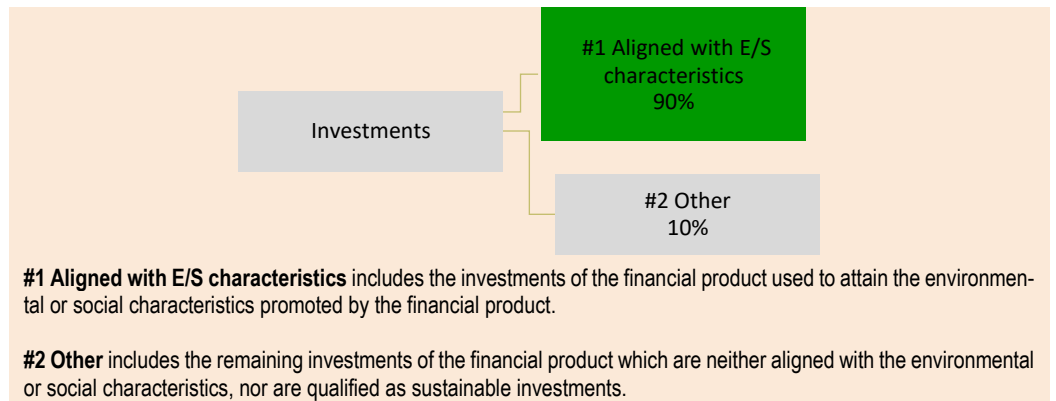 #1 Aligned with E/S
characteristics
90%
Investments
#2 Other
10%
#1 Aligned with E/S characteristics includes the investments of the financial product used to attain the environmen-
tal or social characteristics promoted by the financial product.
#2 Other includes the remaining investments of the financial product which are neither aligned with the environmental
or social characteristics, nor are qualified as sustainable investments.